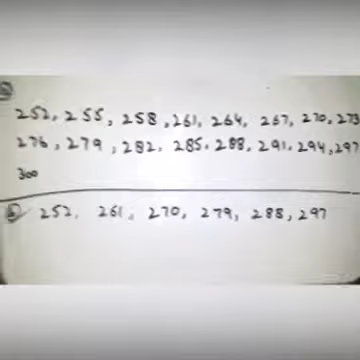 252, 255, 258, 261, 264, 267, 270, 273
276, 279, 282, 285, 288, 291, 294, 297
300
b 252, 261, 270, 279, 288, 297